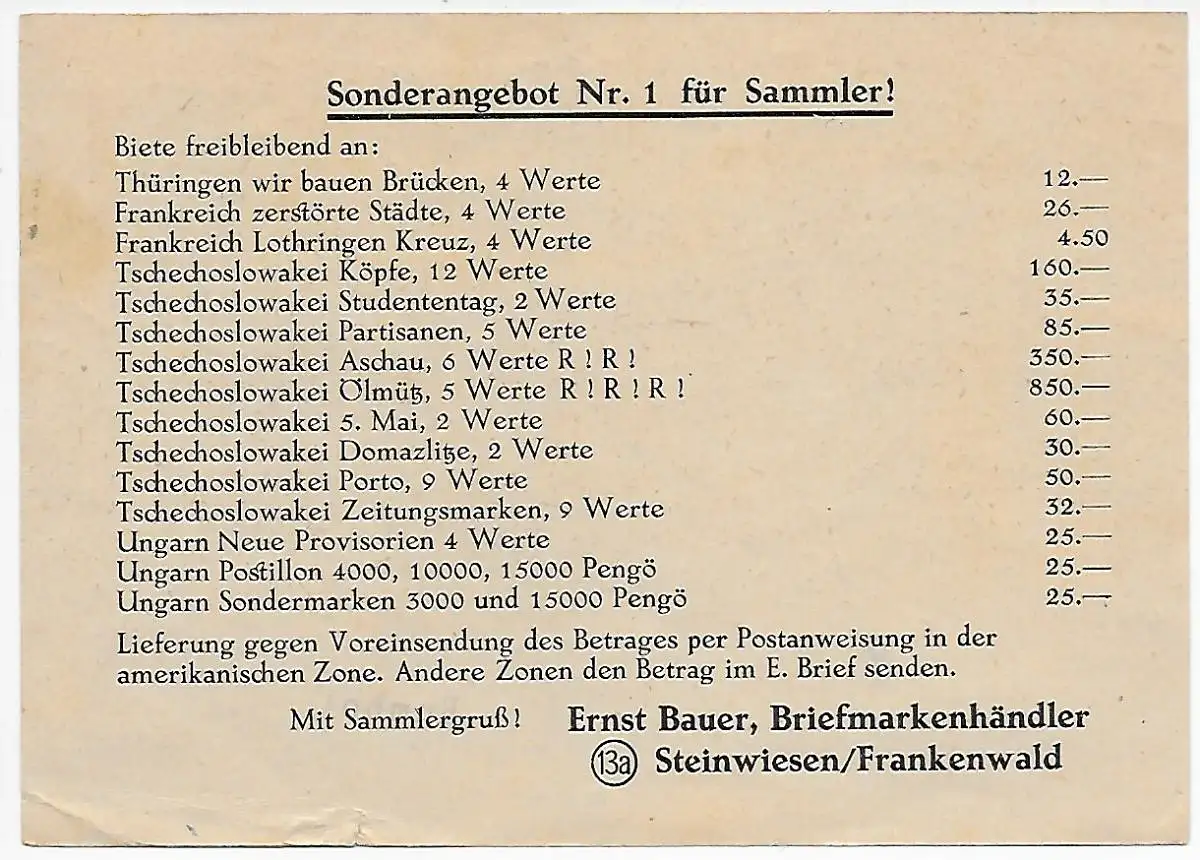 Sonderangebot Nr. 1 für Sammler!
Biete freibleibend an:
Thüringen wir bauen Brücken, 4 Werte 12.—
Frankreich zerstörte Städte, 4 Werte 26.—
Frankreich Lothringen Kreuz, 4 Werte 4.50
Tschechoslowakei Köpfe, 12 Werte 160.—
Tschechoslowakei Studententag, 2 Werte 35.—
Tschechoslowakei Partisanen, 5 Werte 85.—
Tschechoslowakei Aschau, 6 Werte R ! R ! 350.—
Tschechoslowakei Ölmütz, 5 Werte R ! R ! R ! 850.—
Tschechoslowakei 5. Mai, 2 Werte 60.—
Tschechoslowakei Domazlitze, 2 Werte 30.—
Tschechoslowakei Porto, 9 Werte 50.—
Tschechoslowakei Zeitungsmarken, 9 Werte 32.—
Ungarn Neue Provisorien 4 Werte 25.—
Ungarn Postillon 4000, 10000, 15000 Pengö 25.—
Ungarn Sondermarken 3000 und 15000 Pengö 25.—
Lieferung gegen Voreinsendung des Betrages per Postanweisung in der
amerikanischen Zone. Andere Zonen den Betrag im E. Brief senden.
Mit Sammlergruß! Ernst Bauer, Briefmarkenhändler
13a Steinwiesen/Frankenwald